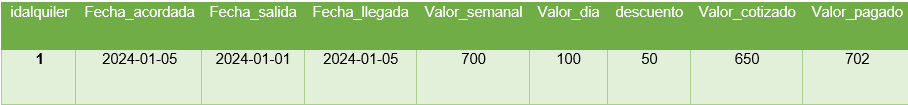 idalquiler Fecha_acordada Fecha_salida Fecha_llegada Valor_semanal Valor_dia descuento Valor_cotizado Valor_pagado
1 2024-01-05 2024-01-01 2024-01-05 700 100 50 650 702